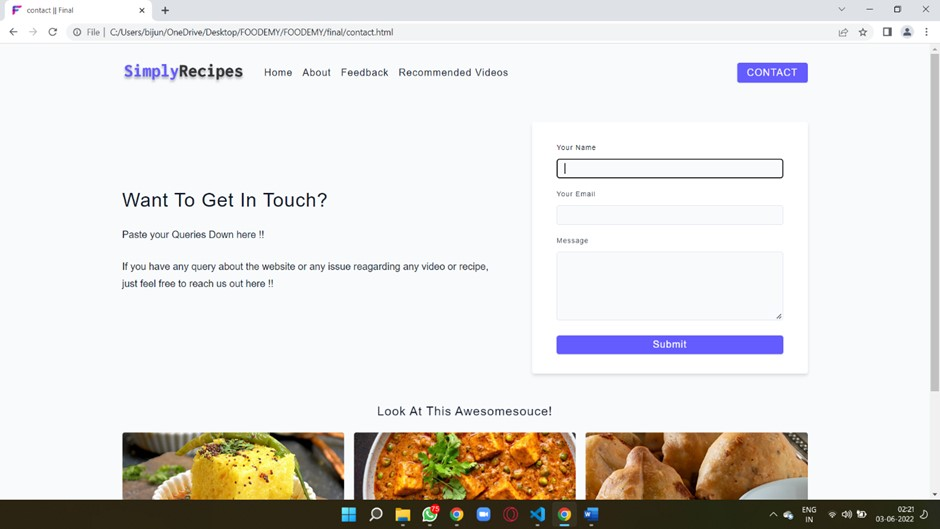 contact || Final
File | C:/Users/bijun/OneDrive/Desktop/FOODEMY/FOODEMY/final/contact.html
SimplyRecipes Home About Feedback Recommended Videos CONTACT
Want To Get In Touch?
Paste your Queries Down here !!
If you have any query about the website or any issue reagarding any video or recipe,
just feel free to reach us out here !!
Your Name
Your Email
Message
Submit
Look At This Awesomesouce!
75
ENG
IN
02:21
03-06-2022